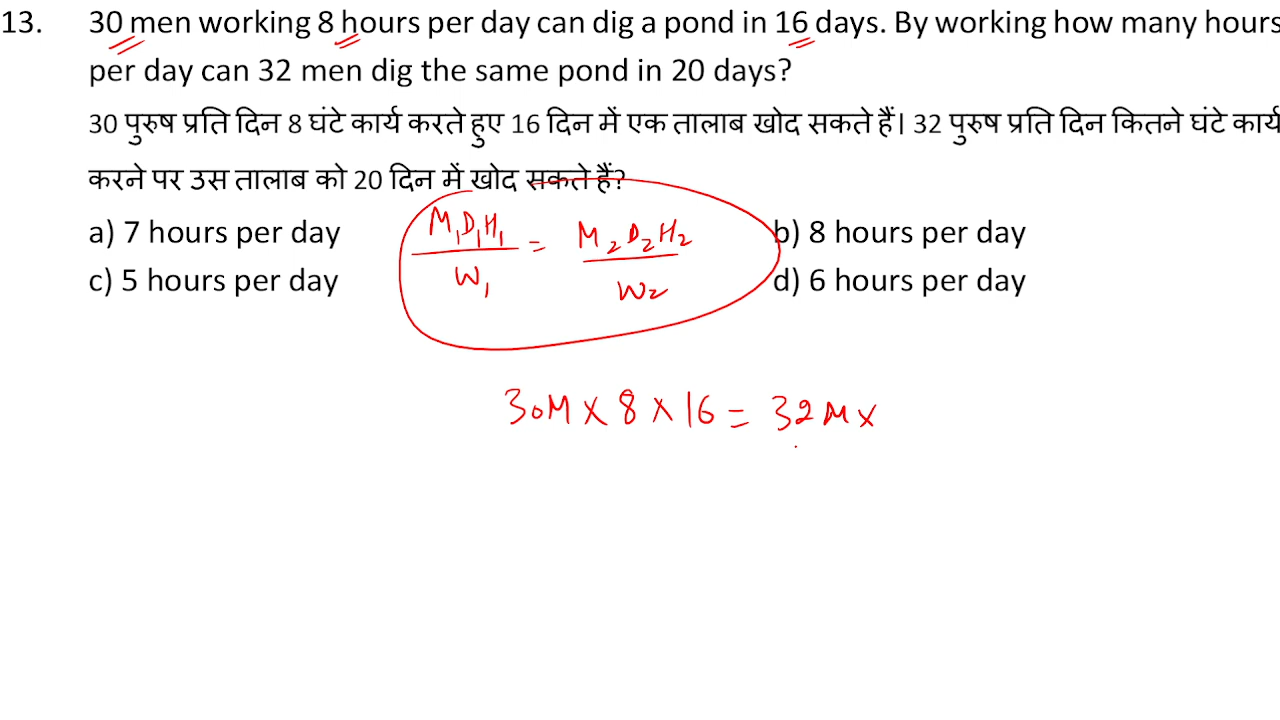 13. 30 men working 8 hours per day can dig a pond in 16 days. By working how many hours
per day can 32 men dig the same pond in 20 days?
30 पुरुष प्रति दिन 8 घंटे कार्य करते हुए 16 दिन में एक तालाब खोद सकते हैं। 32 पुरुष प्रति दिन कितने घंटे कार्य
करने पर उस तालाब को 20 दिन में खोद सकते हैं?
a) 7 hours per day b) 8 hours per day
c) 5 hours per day d) 6 hours per day
M₁D₁H₁ = M₂D₂H₂
W₁ W₂
30M × 8 × 16 = 32M ×